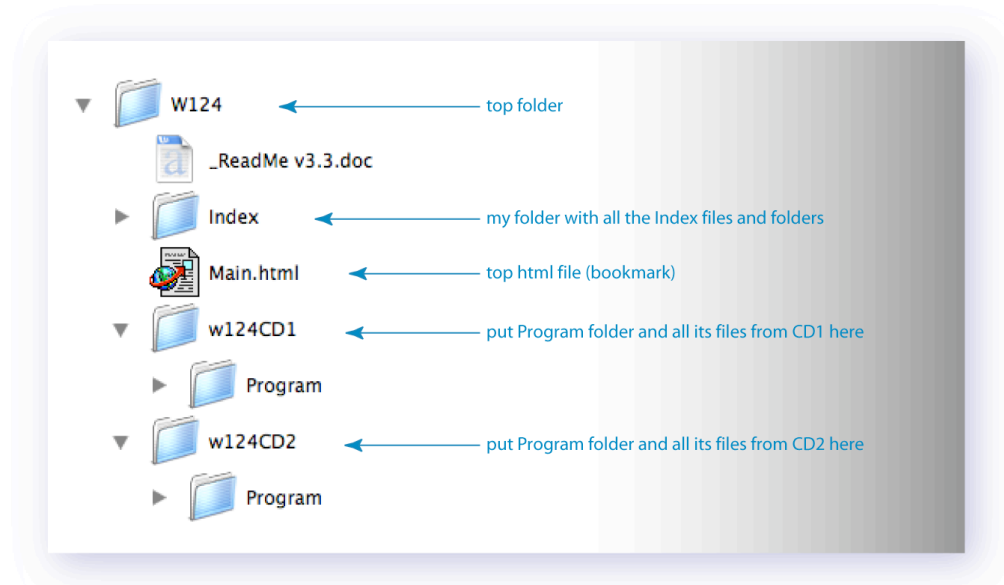 W124 top folder
_ReadMe v3.3.doc
Index my folder with all the Index files and folders
Main.html top html file (bookmark)
w124CD1 put Program folder and all its files from CD1 here
Program
w124CD2 put Program folder and all its files from CD2 here
Program